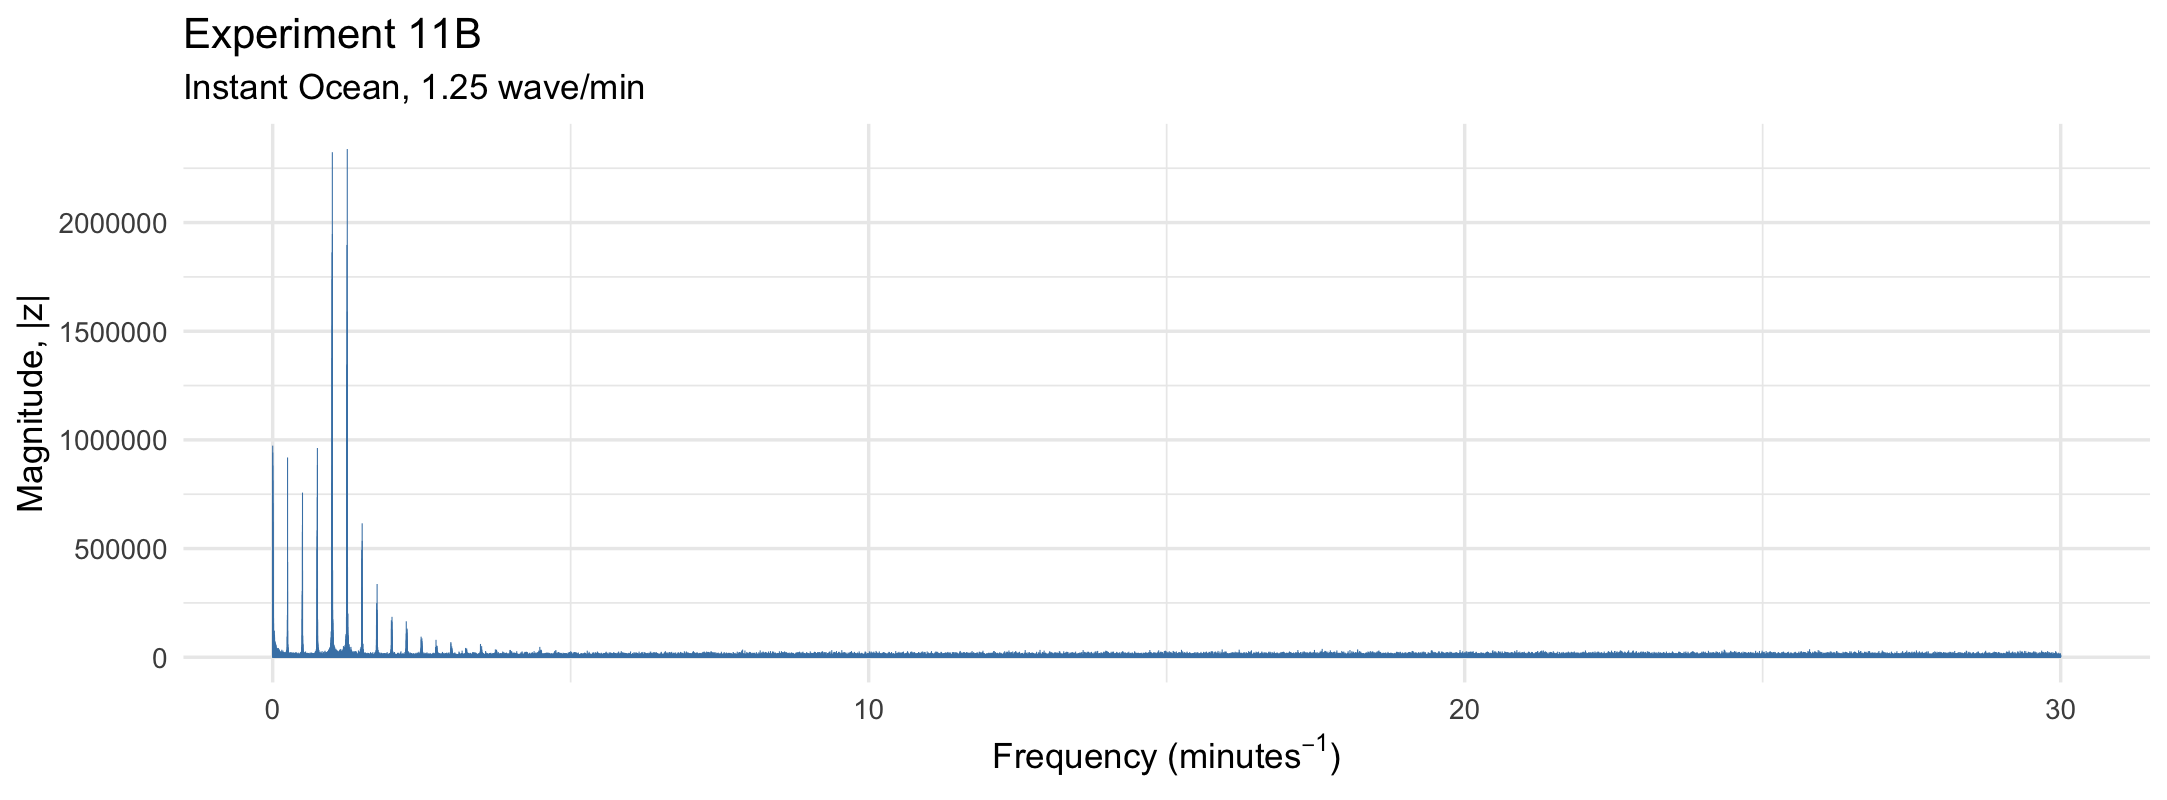 Experiment 11B
Instant Ocean, 1.25 wave/min
Magnitude, |z|
2000000
1500000
1000000
500000
0
0 10 20 30
Frequency (minutes⁻¹)